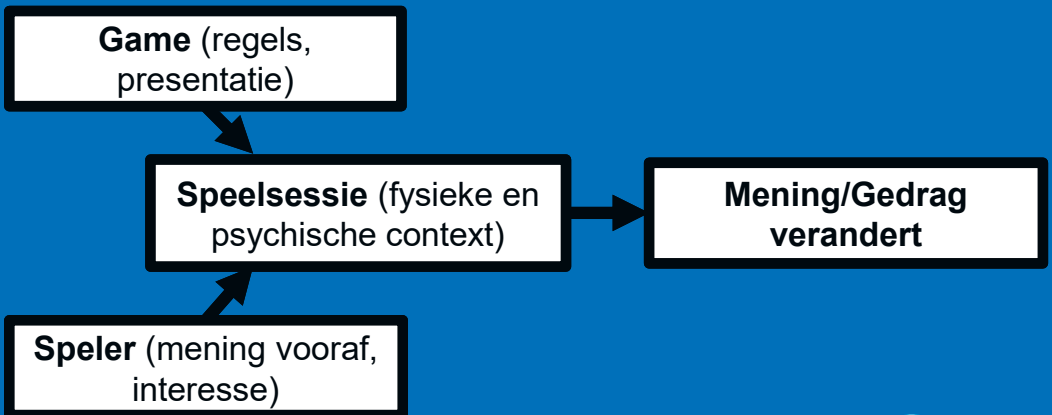 Game (regels,
presentatie)
Speelsessie (fysieke en
psychische context)
Mening/Gedrag
verandert
Speler (mening vooraf,
interesse)